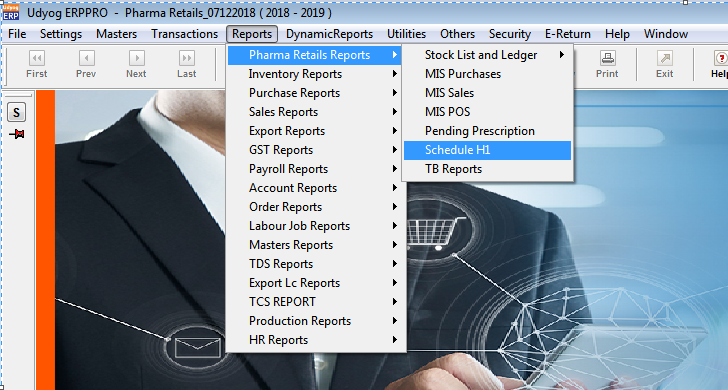 Udyog ERP Udyog ERPPRO - Pharma Retails_07122018 ( 2018 - 2019 )
File Settings Masters Transactions Reports DynamicReports Utilities Others Security E-Return Help Window
First Prev Next Last Print Exit Help
S
Pharma Retails Reports
Inventory Reports
Purchase Reports
Sales Reports
Export Reports
GST Reports
Payroll Reports
Account Reports
Order Reports
Labour Job Reports
Masters Reports
TDS Reports
Export Lc Reports
TCS REPORT
Production Reports
HR Reports
Stock List and Ledger
MIS Purchases
MIS Sales
MIS POS
Pending Prescription
Schedule H1
TB Reports